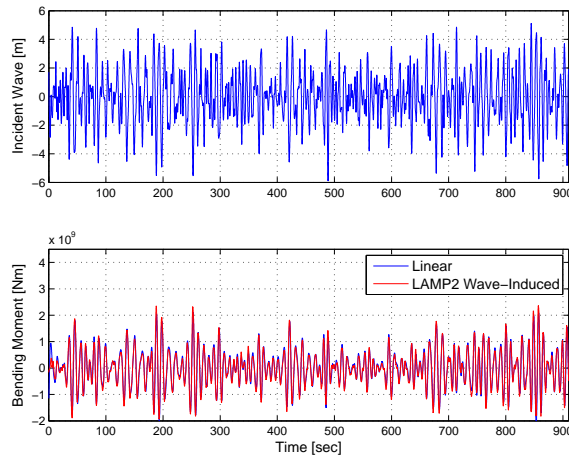 6
4
2
0
−2
−4
−6
Incident Wave [m]
0 100 200 300 400 500 600 700 800 900
x 10^9
4
3
2
1
0
−1
−2
Bending Moment [Nm]
Linear
LAMP2 Wave−Induced
0 100 200 300 400 500 600 700 800 900
Time [sec]